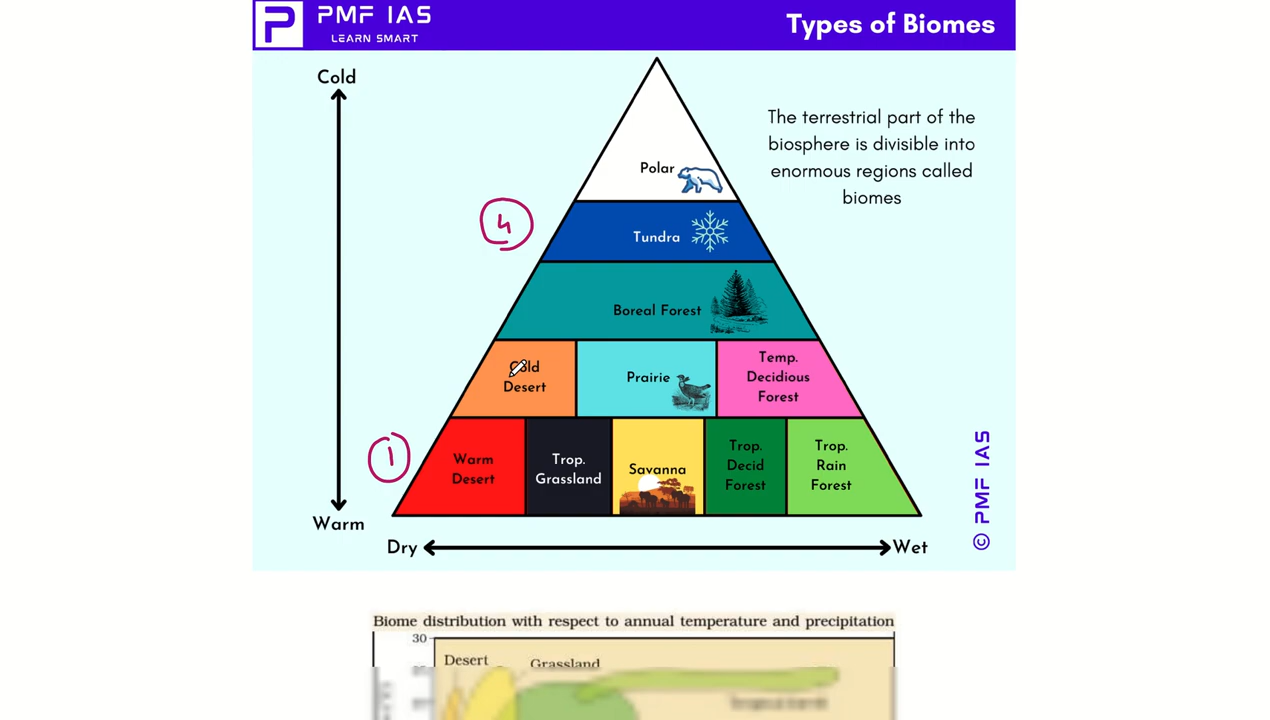 PMF IAS
LEARN SMART
Types of Biomes
Cold
The terrestrial part of the
biosphere is divisible into
enormous regions called
biomes
Polar
4
Tundra
Boreal Forest
Cold
Desert
Prairie
Temp.
Decidious
Forest
1
Warm
Desert
Trop.
Grassland
Savanna
Trop.
Decid
Forest
Trop.
Rain
Forest
© PMF IAS
Warm
Dry
Wet
Biome distribution with respect to annual temperature and precipitation
30
Desert
Grassland